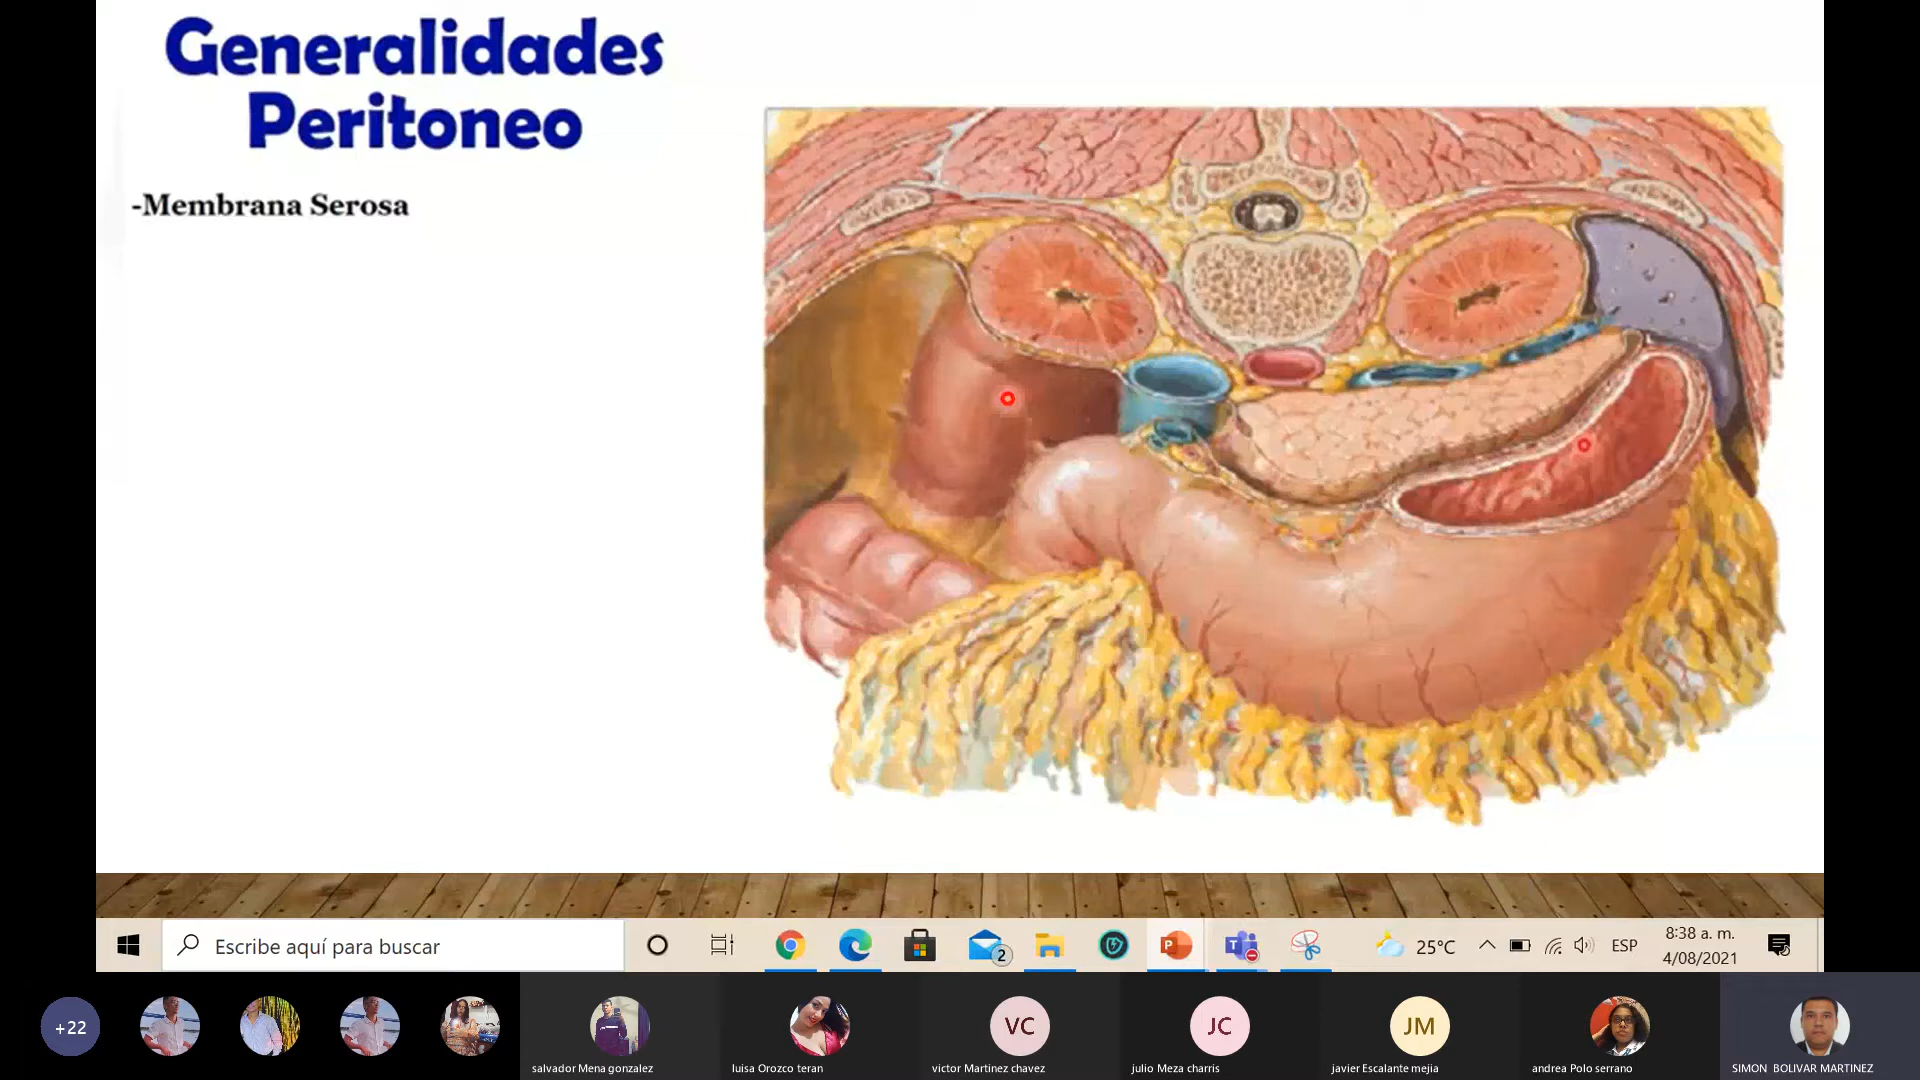 Generalidades
Peritoneo
-Membrana Serosa
Escribe aquí para buscar
2
25°C
ESP
8:38 a. m.
4/08/2021
+22
VC
JC
JM
salvador Mena gonzalez
luisa Orozco teran
victor Martinez chavez
julio Meza charris
javier Escalante mejia
andrea Polo serrano
SIMON BOLIVAR MARTINEZ